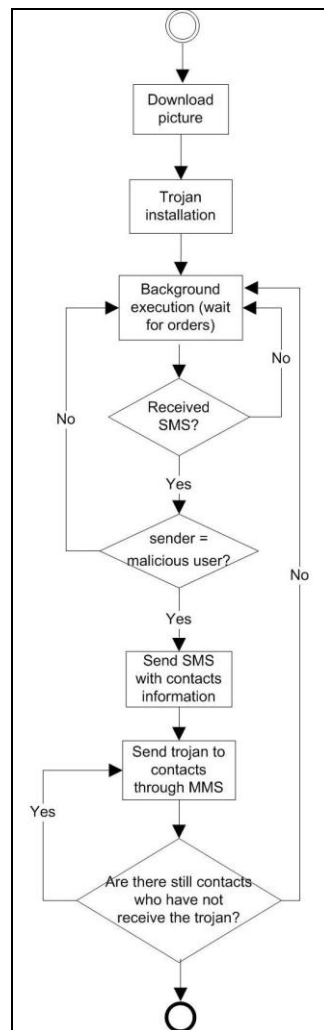 Download
picture
Trojan
installation
Background
execution (wait
for orders)
No
Received
SMS?
No
Yes
sender =
malicious user?
No
Yes
Send SMS
with contacts
information
Send trojan to
contacts
through MMS
Yes
Are there still contacts
who have not
receive the trojan?